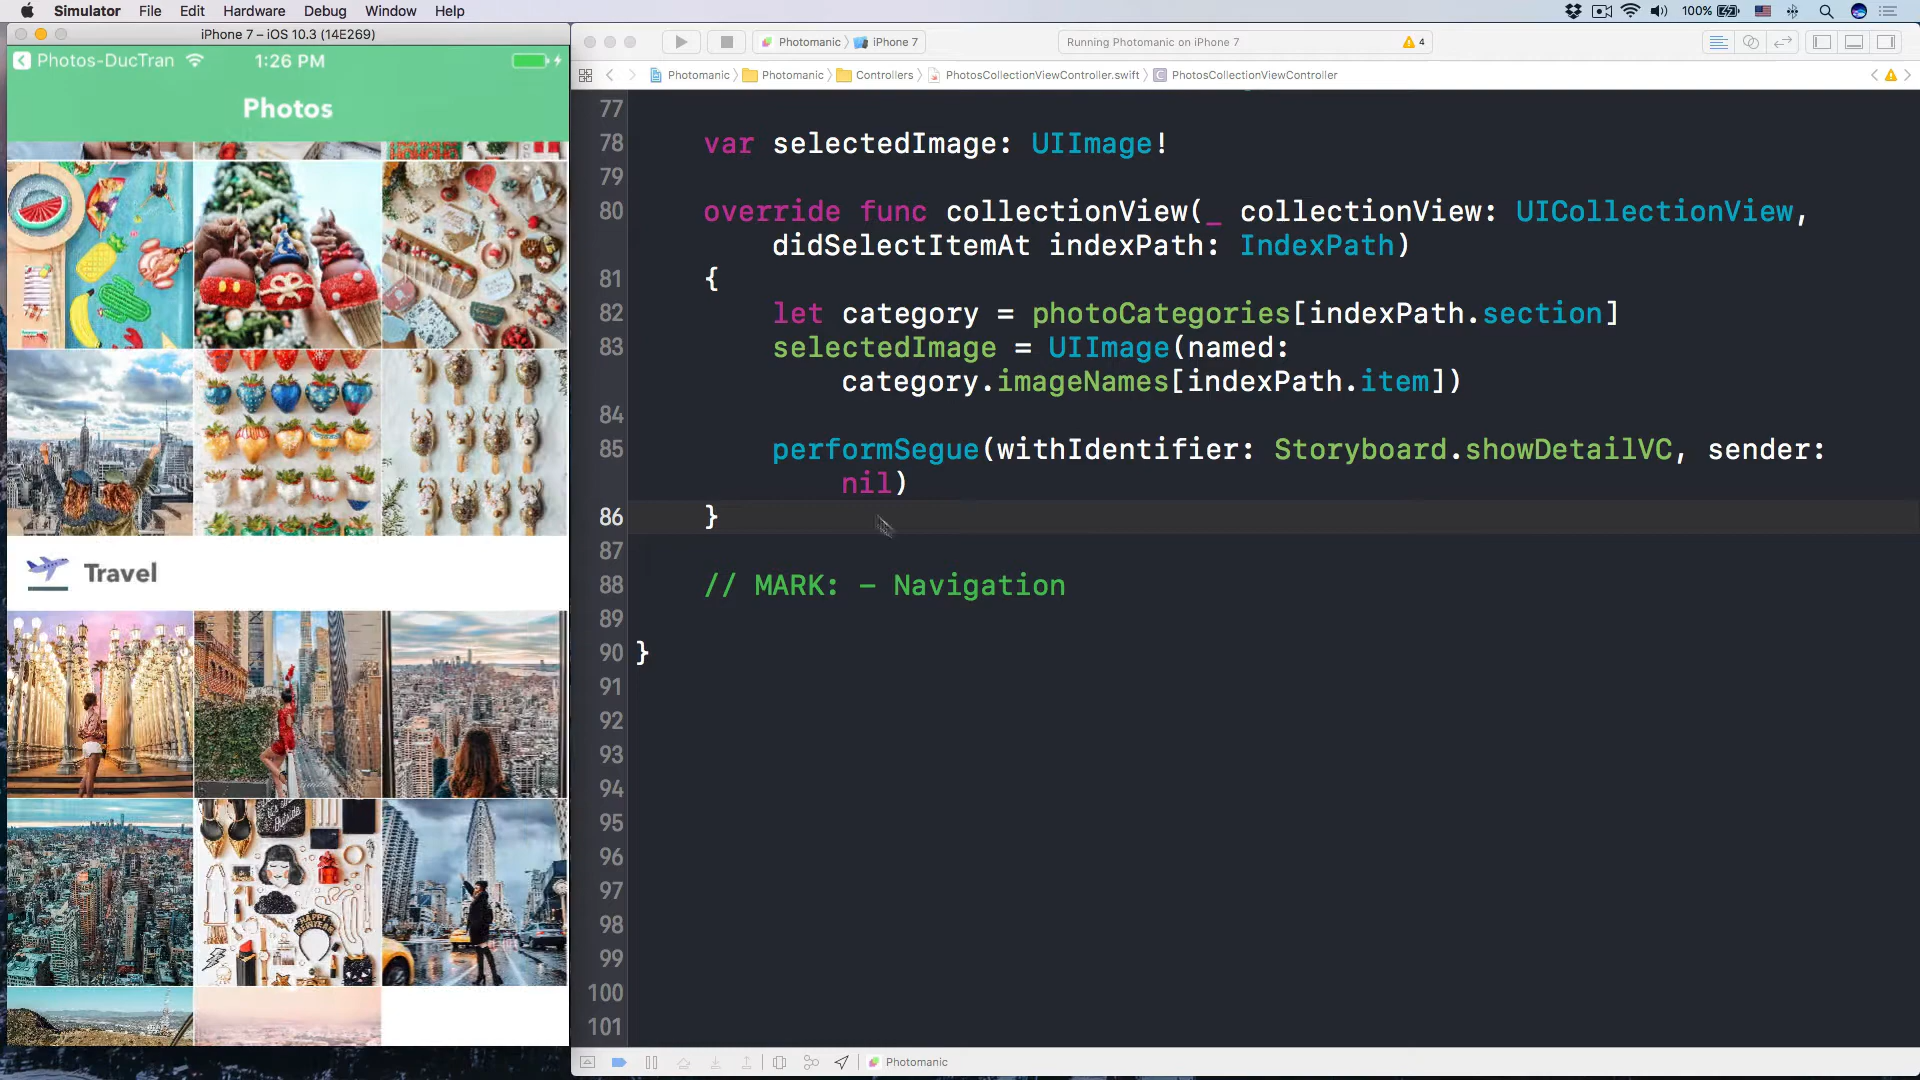 Simulator File Edit Hardware Debug Window Help
100%
iPhone 7 – iOS 10.3 (14E269)
Photos-DucTran 1:26 PM
Photos
Travel
HAPPY NEW YEAR
Photomanic iPhone 7
Running Photomanic on iPhone 7
4
Photomanic Photomanic Controllers PhotosCollectionViewController.swift C PhotosCollectionViewController
77
78 var selectedImage: UIImage!
79
80 override func collectionView(_ collectionView: UICollectionView,
didSelectItemAt indexPath: IndexPath)
81 {
82 let category = photoCategories[indexPath.section]
83 selectedImage = UIImage(named:
category.imageNames[indexPath.item])
84
85 performSegue(withIdentifier: Storyboard.showDetailVC, sender:
nil)
86 }
87
88 // MARK: - Navigation
89
90 }
91
92
93
94
95
96
97
98
99
100
101
Photomanic